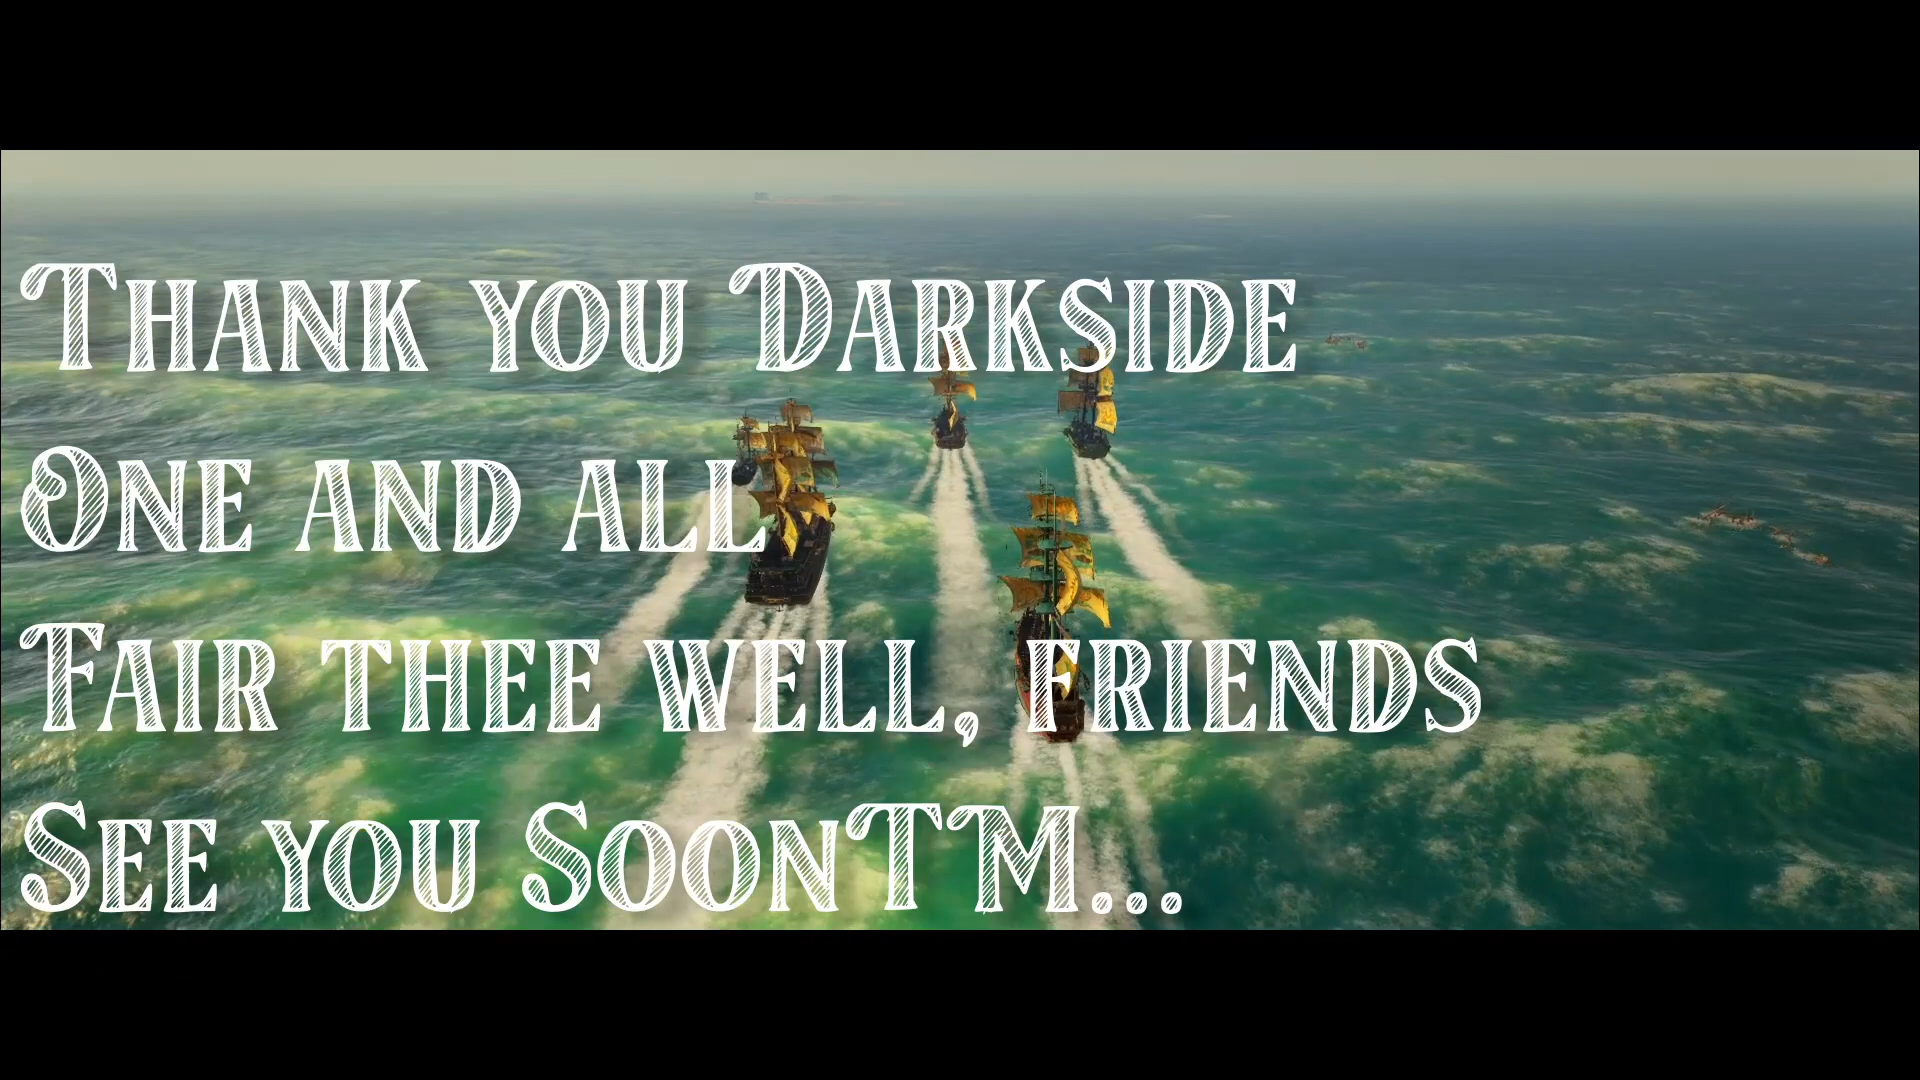 Thank you Darkside
One and all
Fair thee well, friends
See you SoonTM...